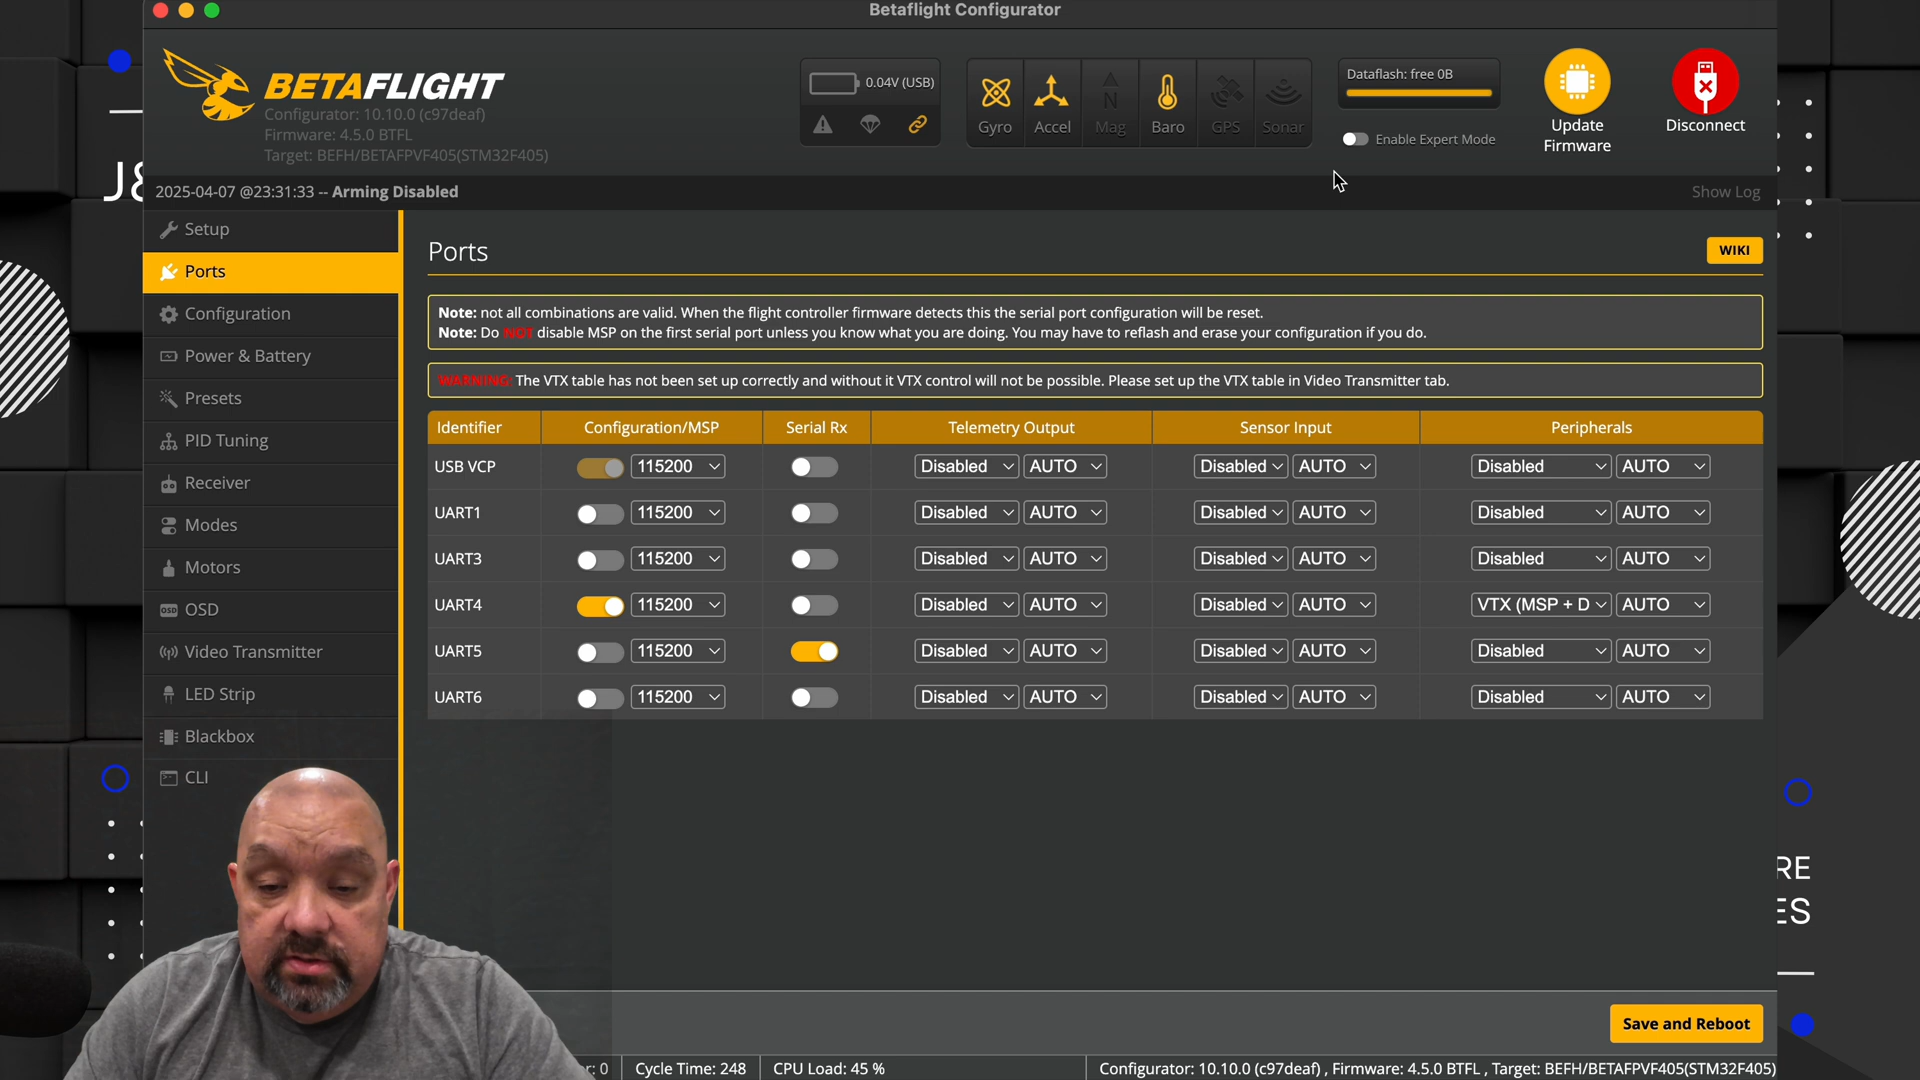 Betaflight Configurator
BETAFLIGHT
Configurator: 10.10.0 (c97deaf)
Firmware: 4.5.0 BTFL
Target: BEFH/BETAFPVF405(STM32F405)
0.04V (USB)
Gyro
Accel
Mag
Baro
GPS
Sonar
Dataflash: free 0B
Enable Expert Mode
Update
Firmware
Disconnect
J&
2025-04-07 @23:31:33 -- Arming Disabled
Show Log
Setup
Ports
Configuration
Power & Battery
Presets
PID Tuning
Receiver
Modes
Motors
OSD
Video Transmitter
LED Strip
Blackbox
CLI
Ports
WIKI
Note: not all combinations are valid. When the flight controller firmware detects this the serial port configuration will be reset.
Note: Do NOT disable MSP on the first serial port unless you know what you are doing. You may have to reflash and erase your configuration if you do.
WARNING: The VTX table has not been set up correctly and without it VTX control will not be possible. Please set up the VTX table in Video Transmitter tab.
Identifier Configuration/MSP Serial Rx Telemetry Output Sensor Input Peripherals
USB VCP 115200 Disabled AUTO Disabled AUTO Disabled AUTO
UART1 115200 Disabled AUTO Disabled AUTO Disabled AUTO
UART3 115200 Disabled AUTO Disabled AUTO Disabled AUTO
UART4 115200 Disabled AUTO Disabled AUTO VTX (MSP + D AUTO
UART5 115200 Disabled AUTO Disabled AUTO Disabled AUTO
UART6 115200 Disabled AUTO Disabled AUTO Disabled AUTO
RE
ES
Save and Reboot
r: 0 Cycle Time: 248 CPU Load: 45 % Configurator: 10.10.0 (c97deaf) , Firmware: 4.5.0 BTFL , Target: BEFH/BETAFPVF405(STM32F405)